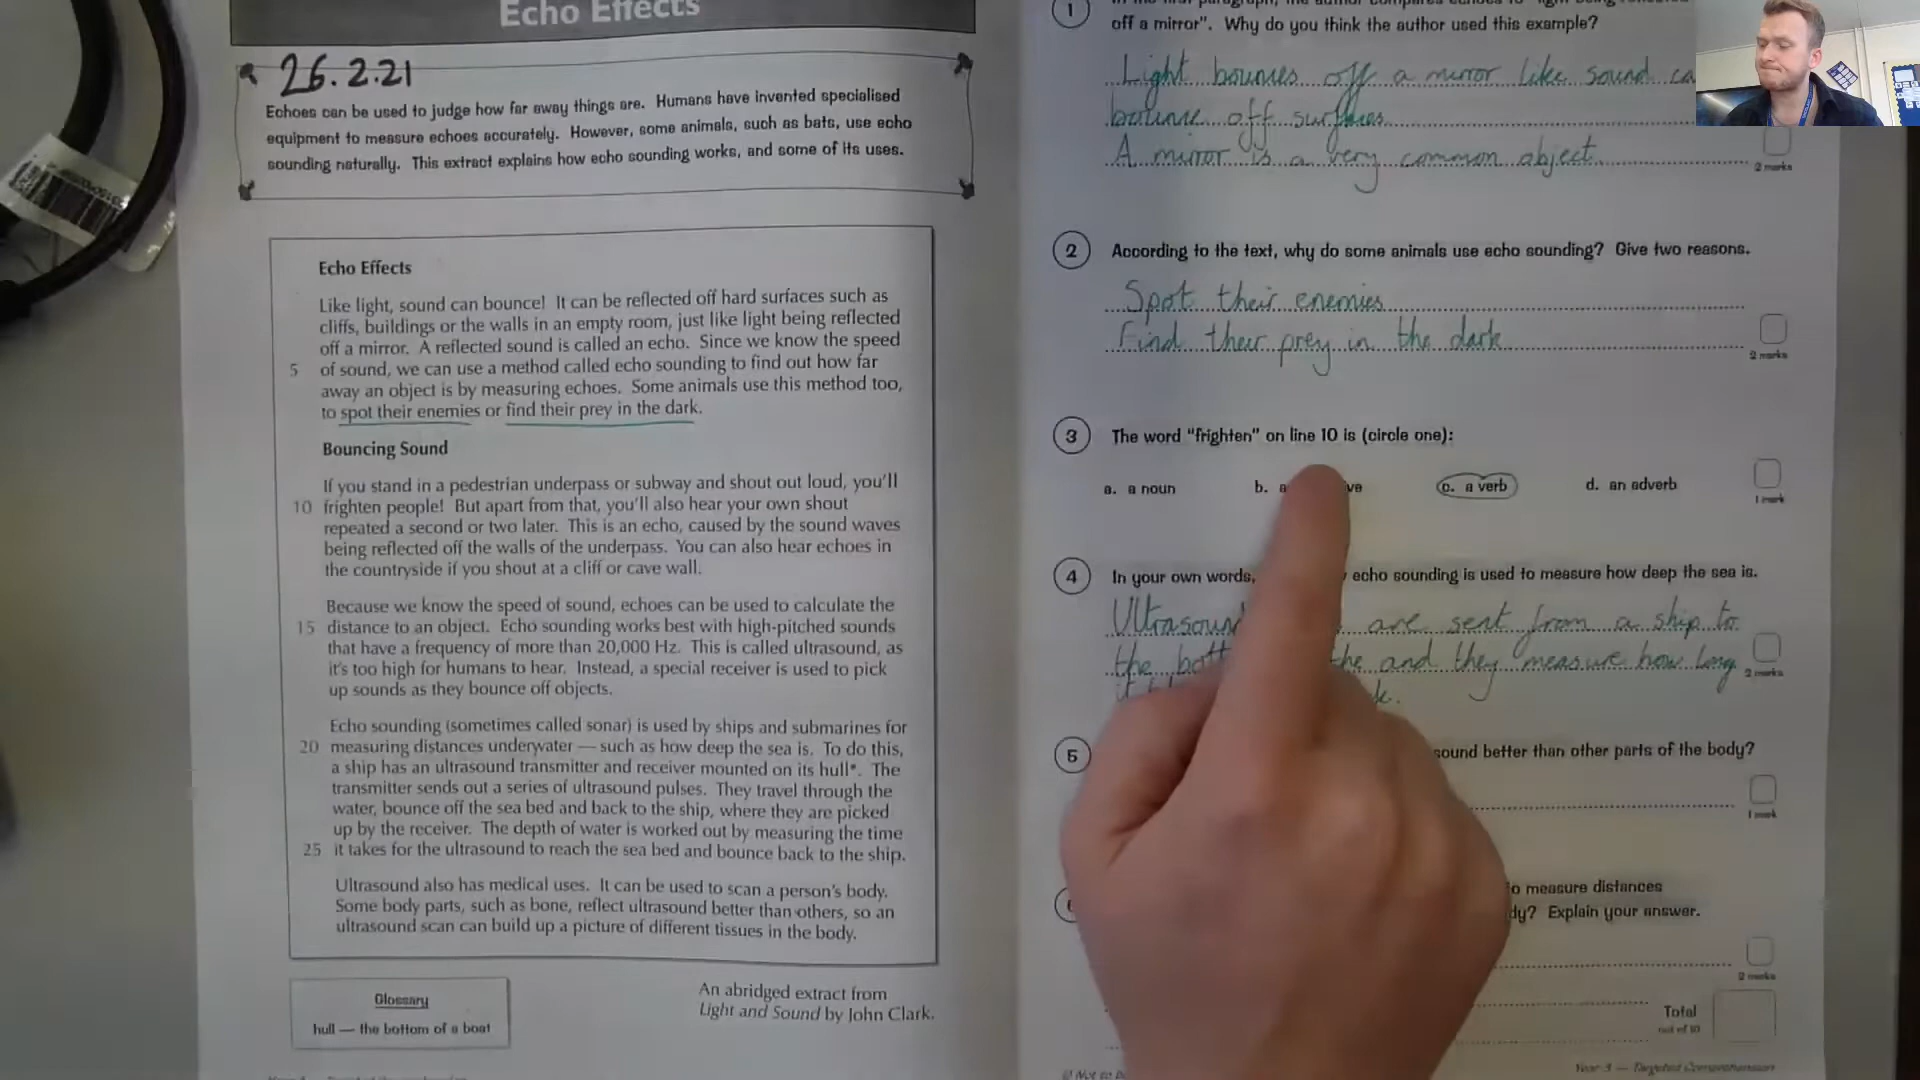 Echo Effects
26.2.21
Echoes can be used to judge how far away things are. Humans have invented specialised
equipment to measure echoes accurately. However, some animals, such as bats, use echo
sounding naturally. This extract explains how echo sounding works, and some of its uses.
Echo Effects
Like light, sound can bounce! It can be reflected off hard surfaces such as
cliffs, buildings or the walls in an empty room, just like light being reflected
off a mirror. A reflected sound is called an echo. Since we know the speed
5 of sound, we can use a method called echo sounding to find out how far
away an object is by measuring echoes. Some animals use this method too,
to spot their enemies or find their prey in the dark.
Bouncing Sound
If you stand in a pedestrian underpass or subway and shout out loud, you'll
10 frighten people! But apart from that, you'll also hear your own shout
repeated a second or two later. This is an echo, caused by the sound waves
being reflected off the walls of the underpass. You can also hear echoes in
the countryside if you shout at a cliff or cave wall.
Because we know the speed of sound, echoes can be used to calculate the
15 distance to an object. Echo sounding works best with high-pitched sounds
that have a frequency of more than 20,000 Hz. This is called ultrasound, as
it's too high for humans to hear. Instead, a special receiver is used to pick
up sounds as they bounce off objects.
Echo sounding (sometimes called sonar) is used by ships and submarines for
20 measuring distances underwater — such as how deep the sea is. To do this,
a ship has an ultrasound transmitter and receiver mounted on its hull*. The
transmitter sends out a series of ultrasound pulses. They travel through the
water, bounce off the sea bed and back to the ship, where they are picked
up by the receiver. The depth of water is worked out by measuring the time
25 it takes for the ultrasound to reach the sea bed and bounce back to the ship.
Ultrasound also has medical uses. It can be used to scan a person's body.
Some body parts, such as bone, reflect ultrasound better than others, so an
ultrasound scan can build up a picture of different tissues in the body.
Glossary
hull — the bottom of a boat
An abridged extract from
Light and Sound by John Clark.
1
off a mirror". Why do you think the author used this example?
Light bounces off a mirror like sound
bounce off surfaces
A mirror is a very common object
2 marks
2 According to the text, why do some animals use echo sounding? Give two reasons.
Spot their enemies
Find their prey in the dark
2 marks
3 The word "frighten" on line 10 is (circle one):
a. a noun b. c. a verb d. an adverb
1 mark
4 In your own words, echo sounding is used to measure how deep the sea is.
are sent from a ship to
the and they measure how long
2 marks
5 sound better than other parts of the body?
1 mark
to measure distances
Explain your answer.
2 marks
Total
out of 10
Year 3 — Targeted Comprehension